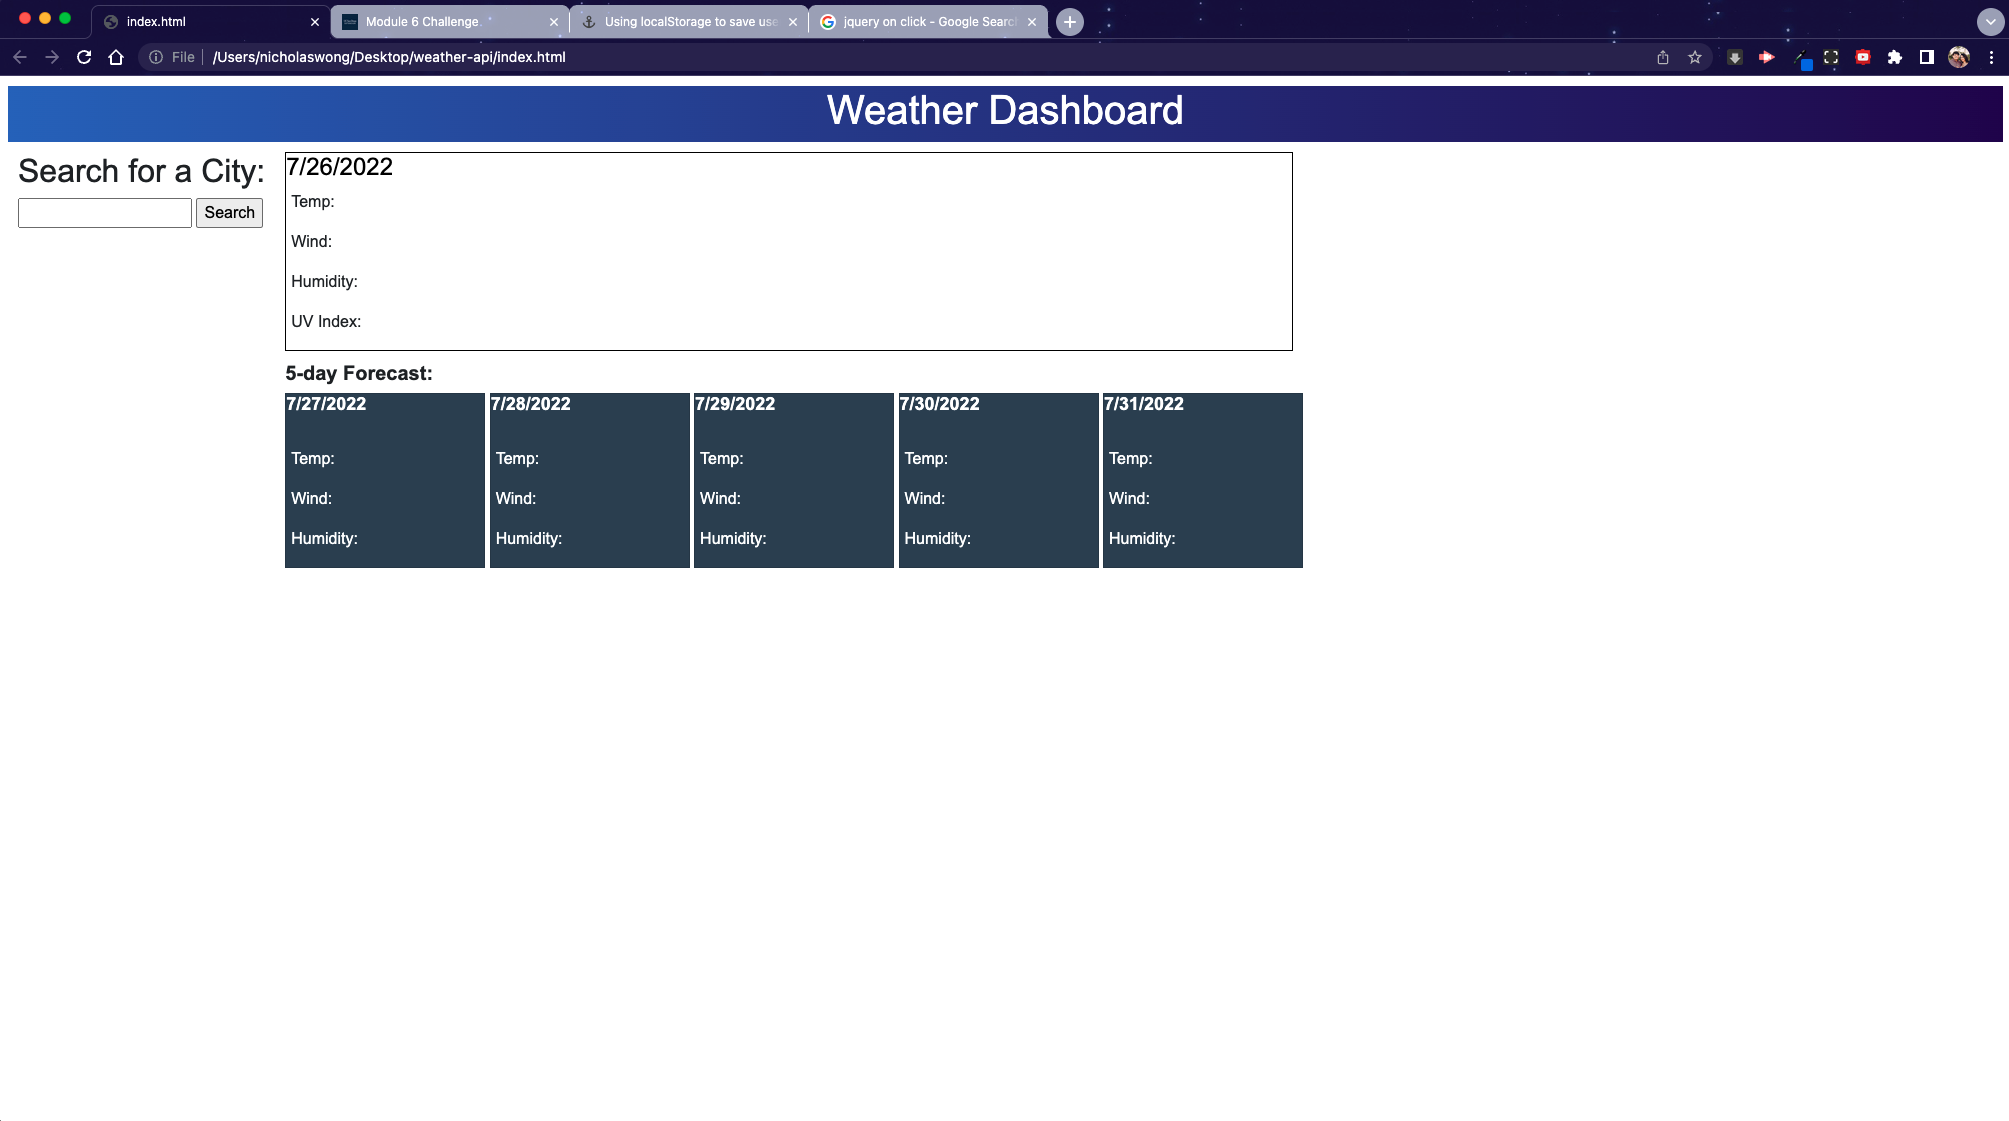 index.html
Module 6 Challenge.
Using localStorage to save use
jquery on click - Google Searc
File
/Users/nicholaswong/Desktop/weather-api/index.html
Weather Dashboard
Search for a City:
Search
7/26/2022
Temp:
Wind:
Humidity:
UV Index:
5-day Forecast:
7/27/2022 7/28/2022 7/29/2022 7/30/2022 7/31/2022
Temp: Temp: Temp: Temp: Temp:
Wind: Wind: Wind: Wind: Wind:
Humidity: Humidity: Humidity: Humidity: Humidity: